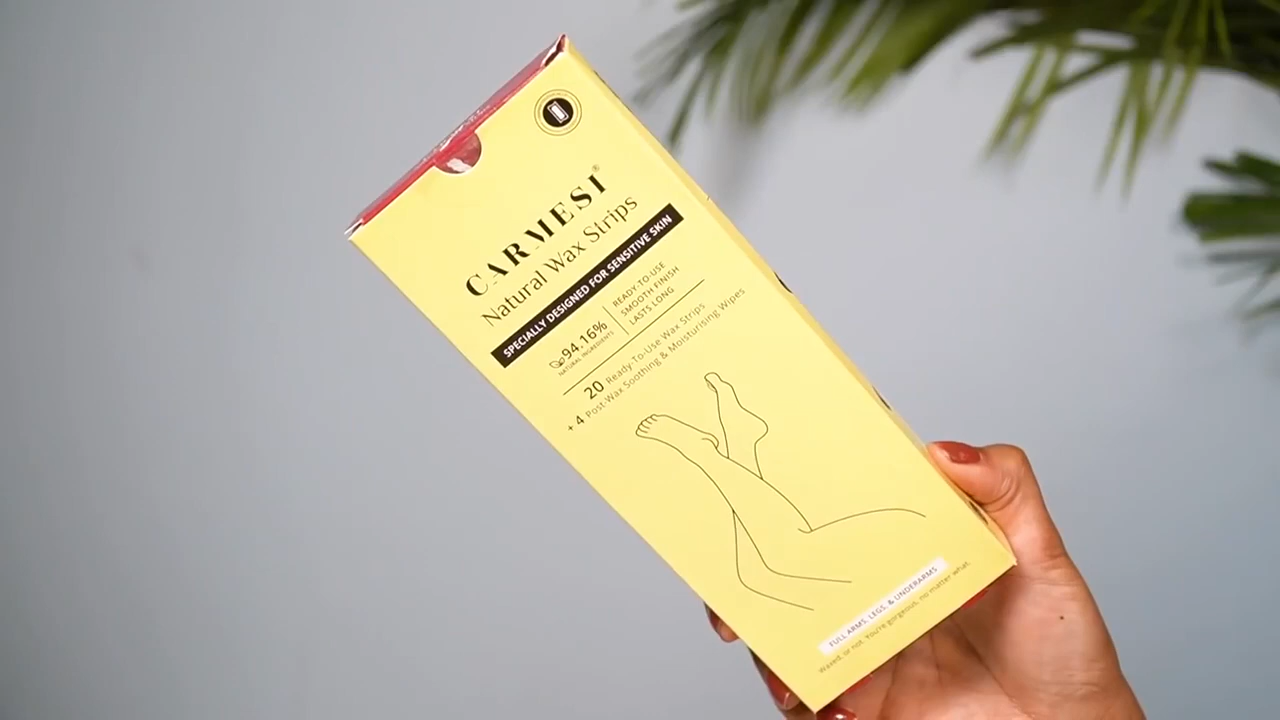 CARMESI®
Natural Wax Strips
SPECIALLY DESIGNED FOR SENSITIVE SKIN
94.16%
NATURAL INGREDIENTS
READY-TO-USE
SMOOTH FINISH
LASTS LONG
20 Ready-To-Use Wax Strips
+ 4 Post-Wax Soothing & Moisturising Wipes
FULL ARMS, LEGS, & UNDERARMS
Waxed, or not. You're gorgeous, no matter what.